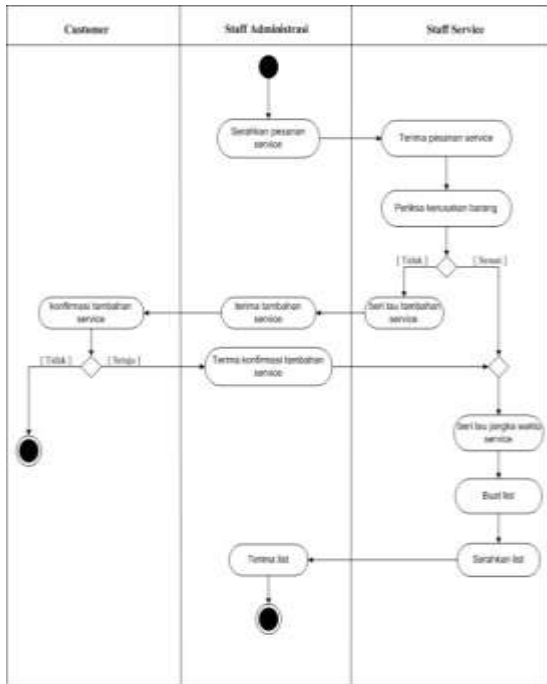 Customer
Staff Administrasi
Staff Service
Serahkan pesanan
service
Terima pesanan service
Periksa kerusakan barang
[ Tidak ]
[ Sesuai ]
konfirmasi tambahan
service
terima tambahan
service
Beri tau tambahan
service
[ Tidak ]
[ Setuju ]
Terima konfirmasi tambahan
service
Beri tau jangka waktu
service
Buat list
Terima list
Serahkan list